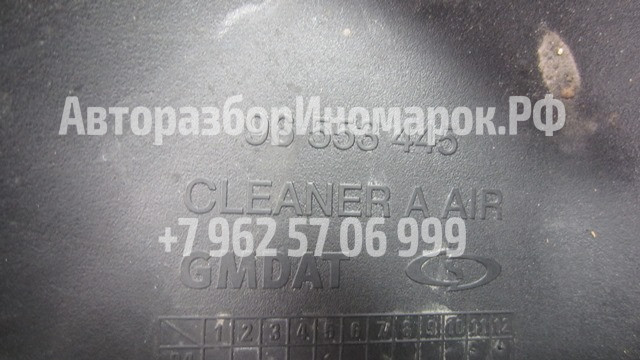 АвторазборИномарок.РФ
96 553 445
CLEANER A AIR
+7 962 57 06 999
GMDAT
1 2 3 4 5 6 7 8 9 10 11 12